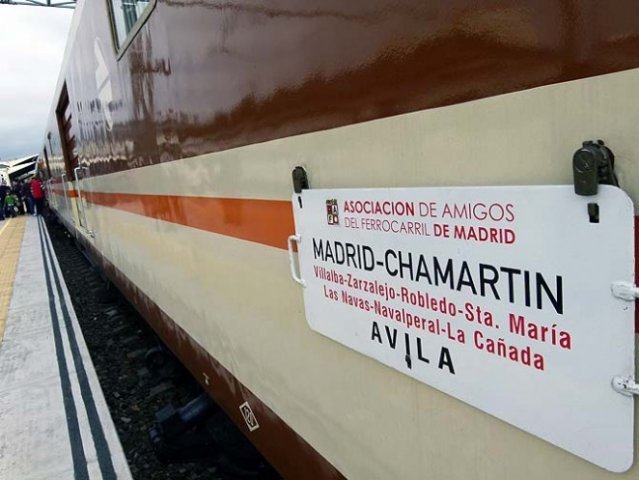 ASOCIACION DE AMIGOS
DEL FERROCARRIL DE MADRID
MADRID-CHAMARTIN
Villalba-Zarzalejo-Robledo-Sta. María
Las Navas-Navalperal-La Cañada
AVILA